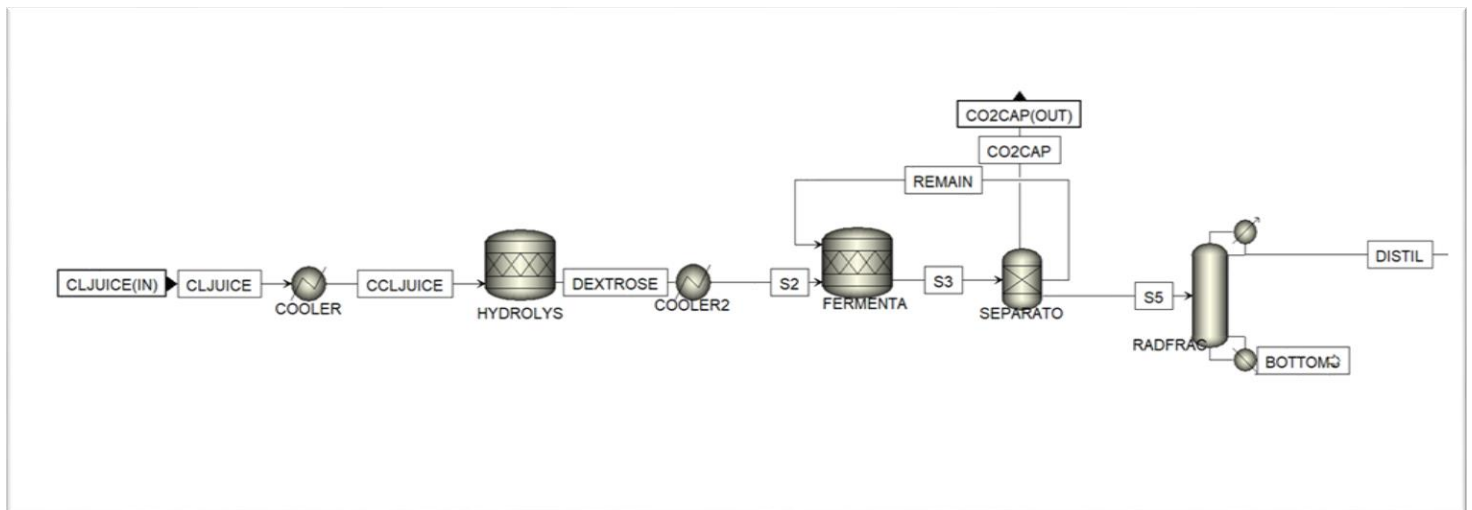 CO2CAP(OUT)
CO2CAP
REMAIN
CLJUICE(IN)
CLJUICE
COOLER
CCLJUICE
HYDROLYS
DEXTROSE
COOLER2
S2
FERMENTA
S3
SEPARATO
S5
RADFRAC
DISTIL
BOTTOMS